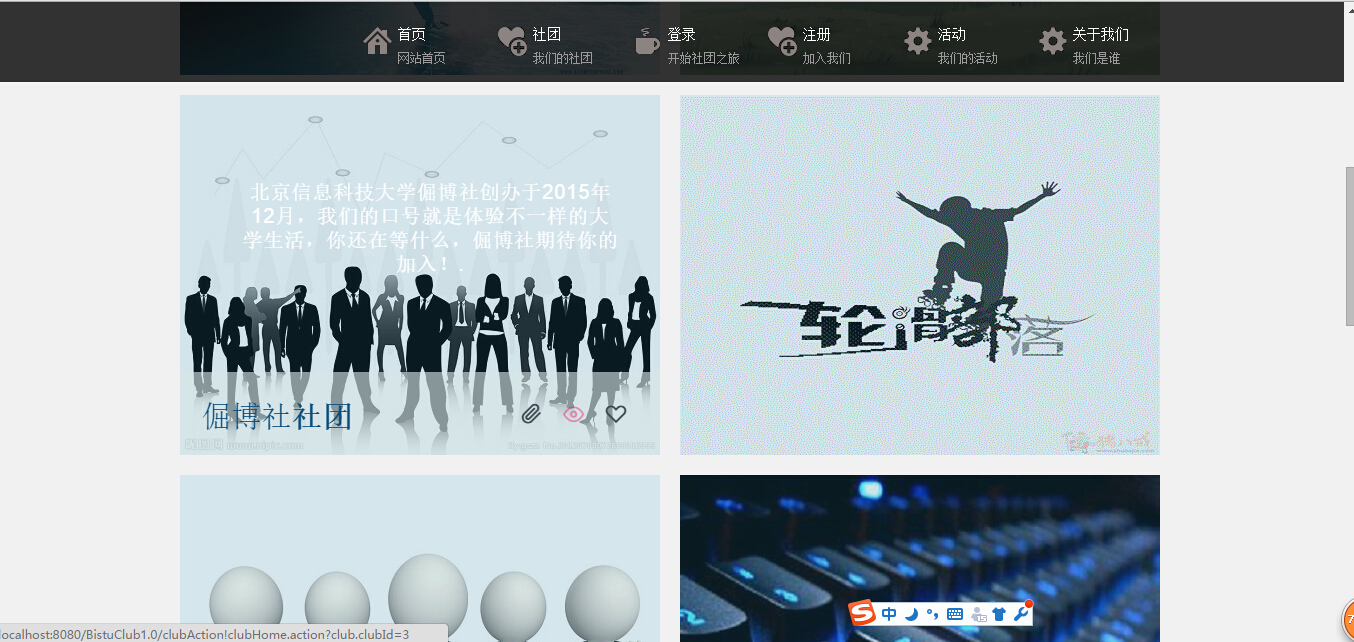 首页
网站首页
社团
我们的社团
登录
开始社团之旅
注册
加入我们
活动
我们的活动
关于我们
我们是谁
北京信息科技大学倔博社创办于2015年
12月，我们的口号就是体验不一样的大
学生活，你还在等什么，倔博社期待你的
加入！.
轮滑部落
倔博社社团
中
localhost:8080/BistuClub1.0/clubAction!clubHome.action?club.clubId=3